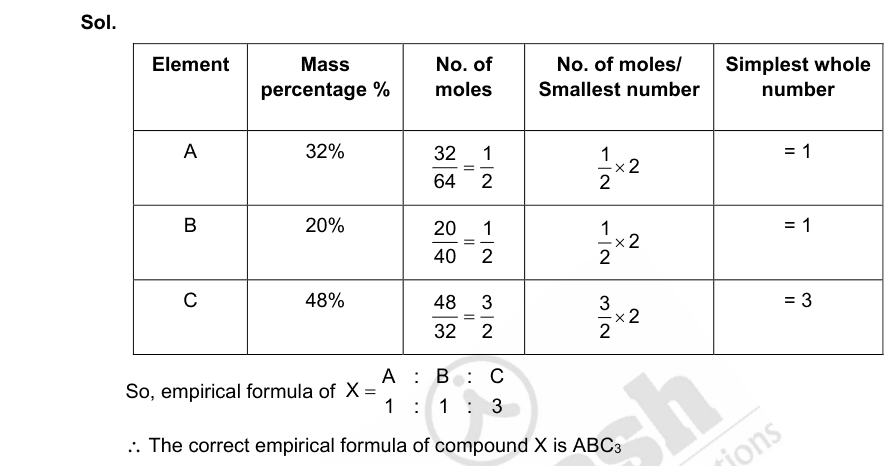 Sol.
Element Mass percentage % No. of moles No. of moles/ Smallest number Simplest whole number
A 32% 32/64 = 1/2 1/2 × 2 = 1
B 20% 20/40 = 1/2 1/2 × 2 = 1
C 48% 48/32 = 3/2 3/2 × 2 = 3
So, empirical formula of X = A : B : C
1 : 1 : 3
∴ The correct empirical formula of compound X is ABC₃